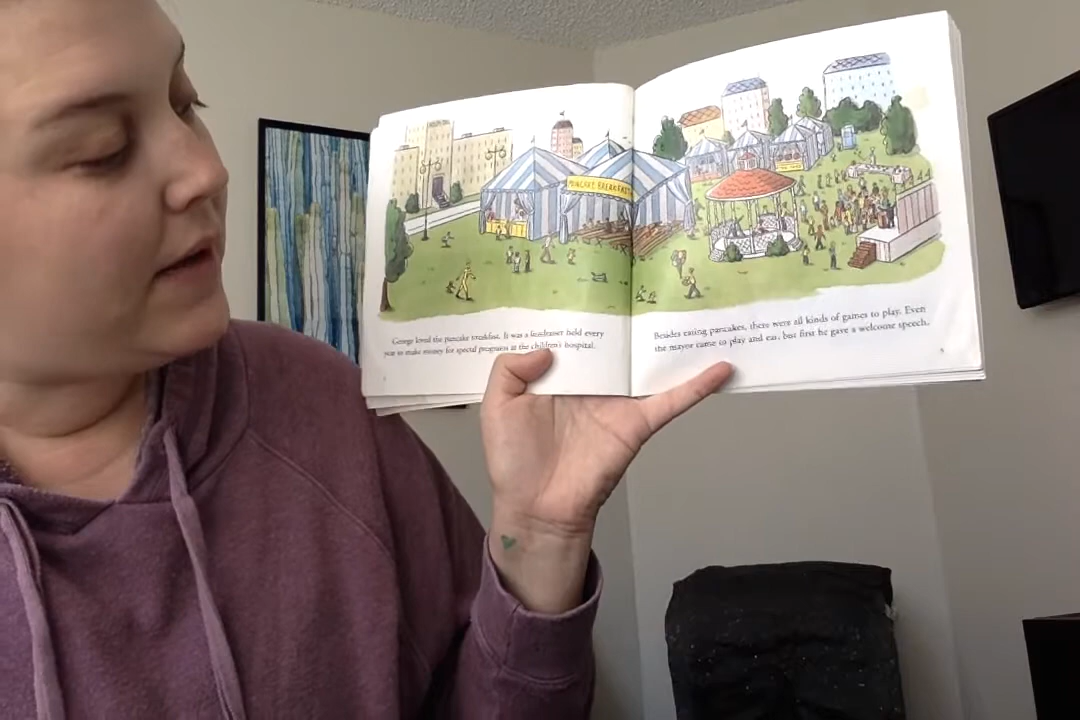 PANCAKE BREAKFAST
George loved the pancake breakfast. It was a fundraiser held every
year to make money for special programs at the children's hospital.
Besides eating pancakes, there were all kinds of games to play. Even
the mayor came to play and eat, but first he gave a welcome speech.